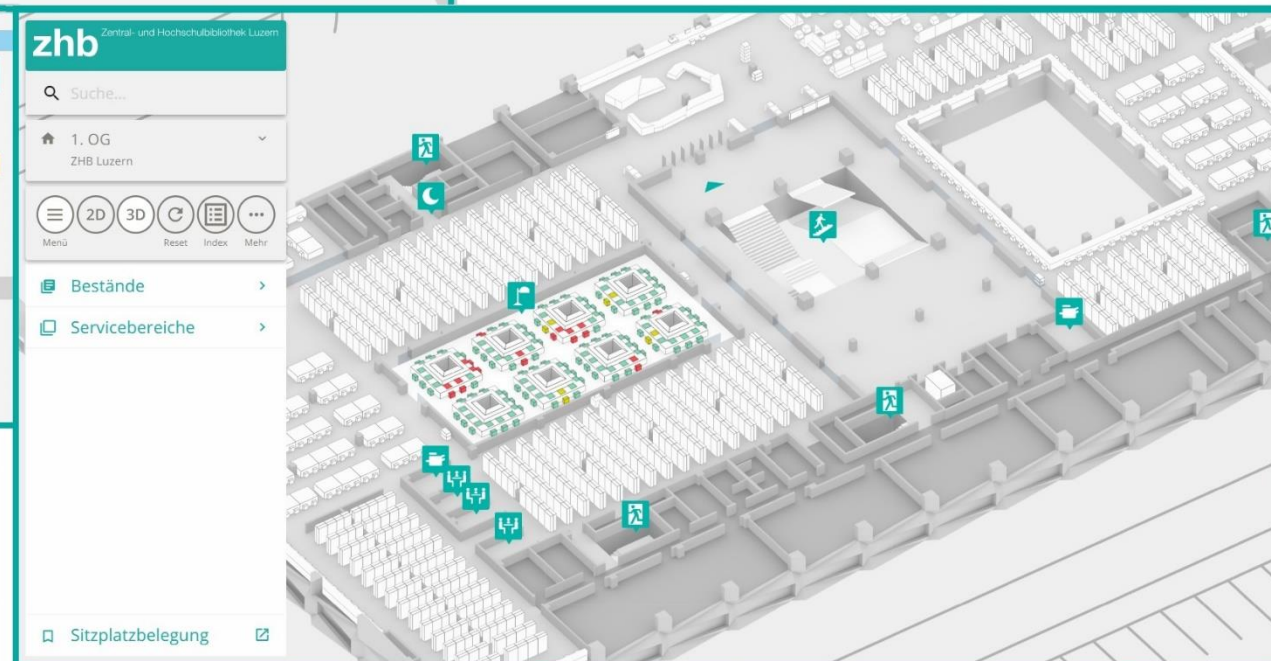 zhb Zentral- und Hochschulbibliothek Luzern
Suche...
1. OG
ZHB Luzern
2D 3D
Menü Reset Index Mehr
Bestände
Servicebereiche
Sitzplatzbelegung